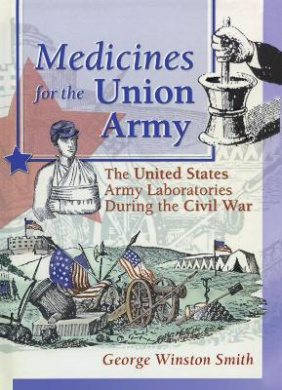 Medicines
for the Union
Army
The United States
Army Laboratories
During the Civil War
George Winston Smith